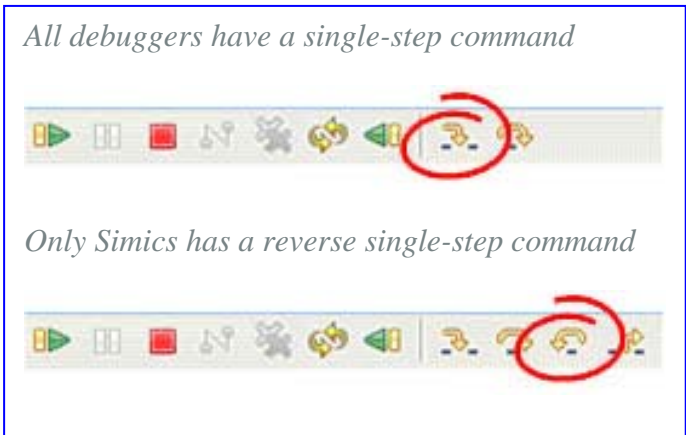 All debuggers have a single-step command
Only Simics has a reverse single-step command